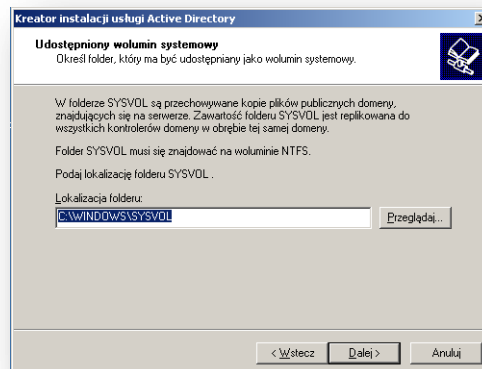 Kreator instalacji usługi Active Directory
Udostępniony wolumin systemowy
Określ folder, który ma być udostępniany jako wolumin systemowy.
W folderze SYSVOL są przechowywane kopie plików publicznych domeny,
znajdujących się na serwerze. Zawartość folderu SYSVOL jest replikowana do
wszystkich kontrolerów domeny w obrębie tej samej domeny.
Folder SYSVOL musi się znajdować na woluminie NTFS.
Podaj lokalizację folderu SYSVOL .
Lokalizacja folderu:
C:\WINDOWS\SYSVOL
Przeglądaj...
< Wstecz
Dalej >
Anuluj